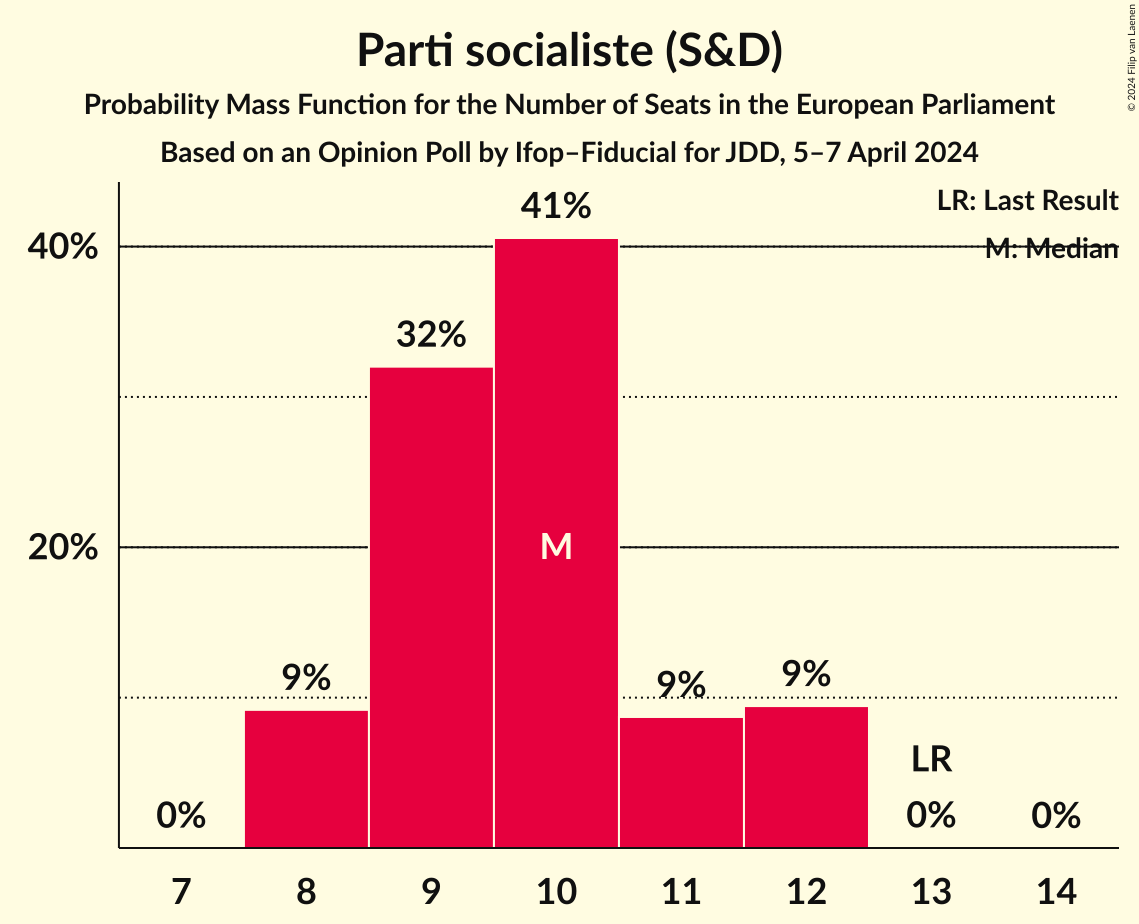 Parti socialiste (S&D)
Probability Mass Function for the Number of Seats in the European Parliament
Based on an Opinion Poll by Ifop–Fiducial for JDD, 5–7 April 2024
© 2024 Filip van Laenen
LR: Last Result
M: Median
40%
20%
0%
9%
32%
41%
M
9%
9%
LR
0%
0%
7 8 9 10 11 12 13 14